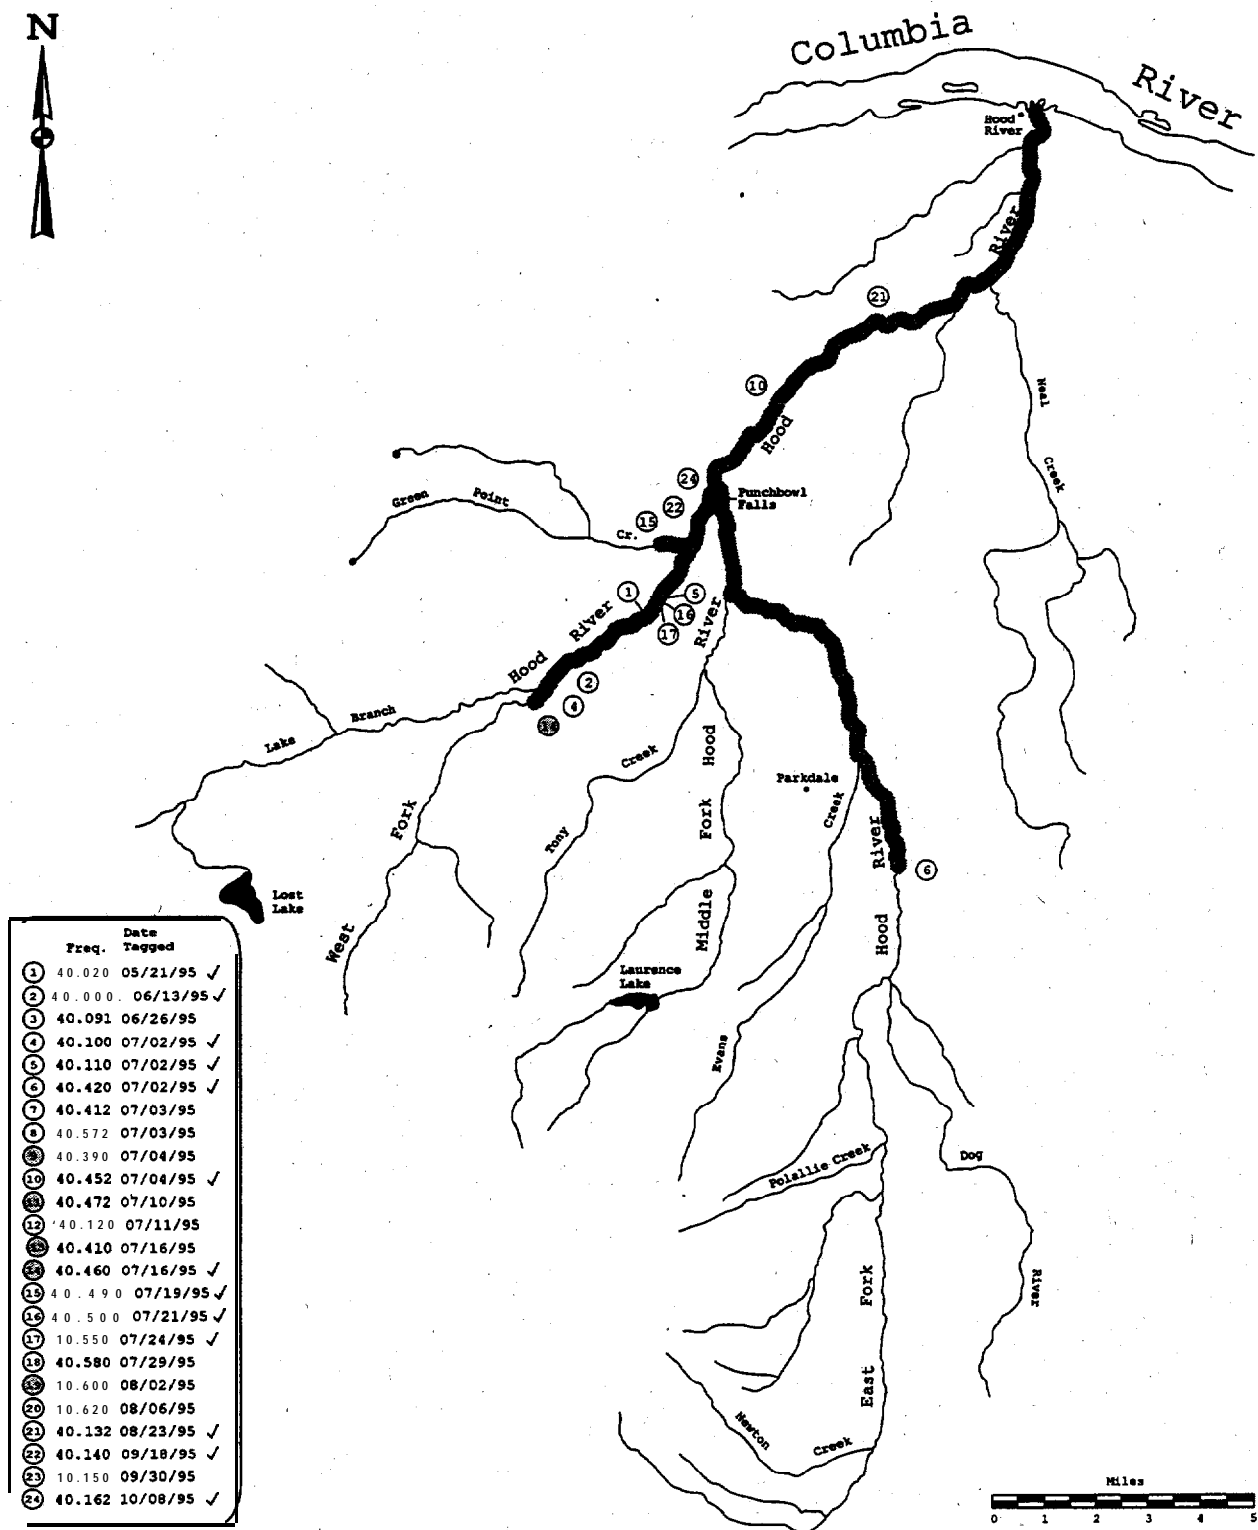 N
Columbia
River
Hood
River
River
21
10
Hood
24
Punchbowl
Falls
Neal
Creek
Green Point
22
15
Cr.
1
5
16
17
River
River
Hood
2
4
14
Branch
Lake
Creek
Hood
Parkdale
Creek
Fork
Fork
Tony
River
6
Lost
Lake
West
Middle
Hood
Laurence
Lake
Evans
Polallie Creek
Dog
River
Fork
East
Newton
Creek
Date
Freq. Tagged
1 40.020 05/21/95 ✓
2 40.000. 06/13/95 ✓
3 40.091 06/26/95
4 40.100 07/02/95 ✓
5 40.110 07/02/95 ✓
6 40.420 07/02/95 ✓
7 40.412 07/03/95
8 40.572 07/03/95
9 40.390 07/04/95
10 40.452 07/04/95 ✓
11 40.472 07/10/95
12 40.120 07/11/95
13 40.410 07/16/95
14 40.460 07/16/95 ✓
15 40.490 07/19/95 ✓
16 40.500 07/21/95 ✓
17 10.550 07/24/95 ✓
18 40.580 07/29/95
19 10.600 08/02/95
20 10.620 08/06/95
21 40.132 08/23/95 ✓
22 40.140 09/18/95 ✓
23 10.150 09/30/95
24 40.162 10/08/95 ✓
Miles
0 1 2 3 4 5